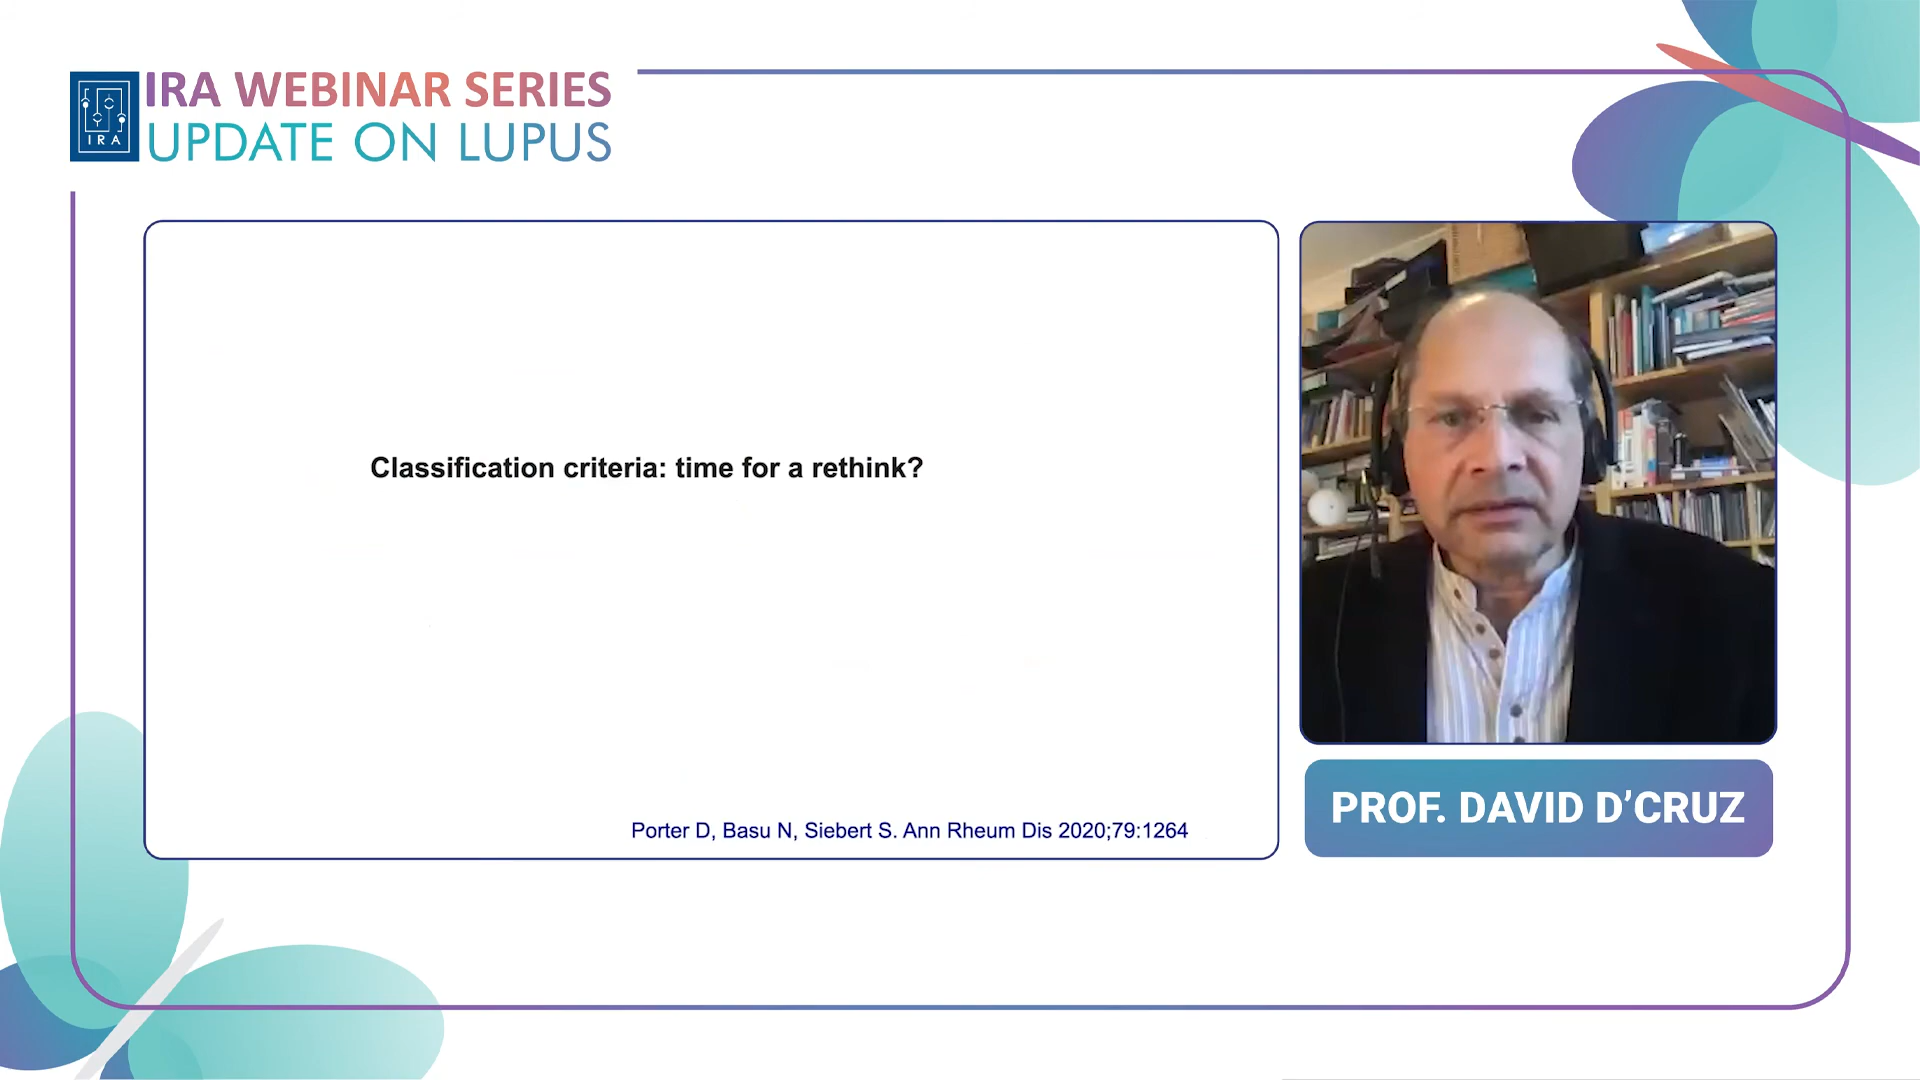 IRA WEBINAR SERIES
IRA
UPDATE ON LUPUS
Classification criteria: time for a rethink?
Porter D, Basu N, Siebert S. Ann Rheum Dis 2020;79:1264
PROF. DAVID D’CRUZ